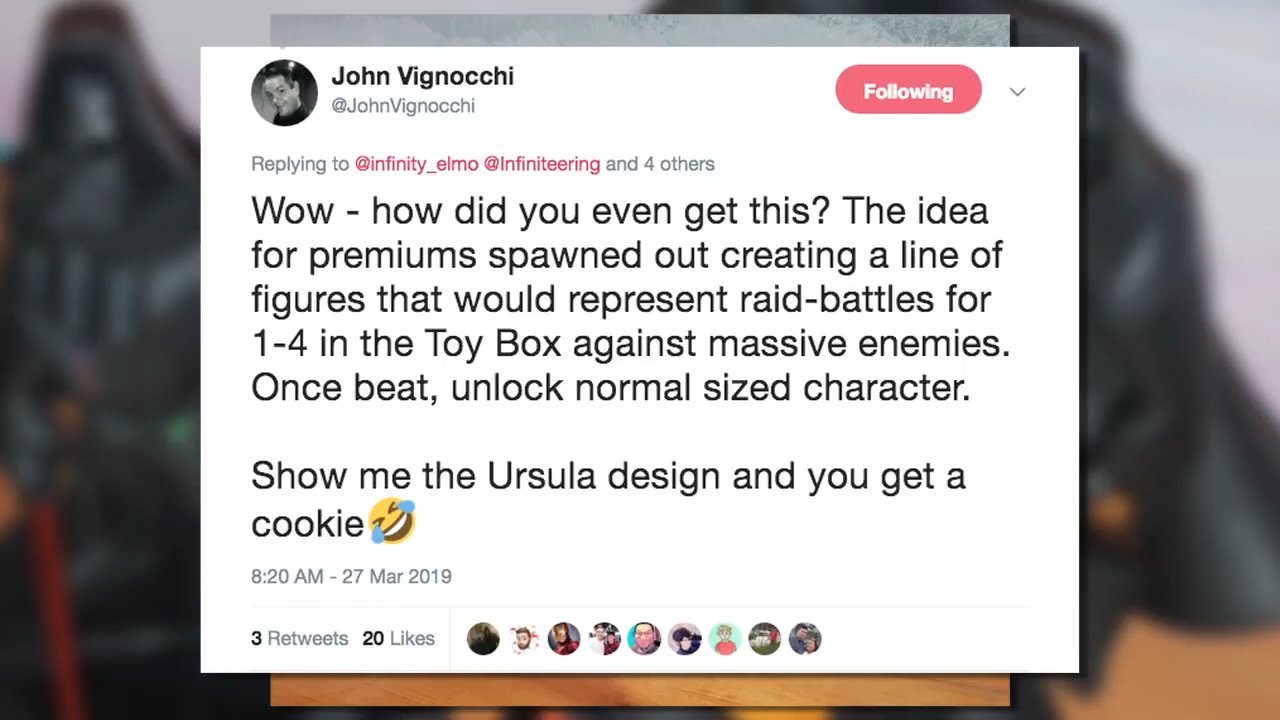 John Vignocchi
@JohnVignocchi
Following
Replying to @infinity_elmo @Infiniteering and 4 others
Wow - how did you even get this? The idea
for premiums spawned out creating a line of
figures that would represent raid-battles for
1-4 in the Toy Box against massive enemies.
Once beat, unlock normal sized character.
Show me the Ursula design and you get a
cookie🤣
8:20 AM - 27 Mar 2019
3 Retweets 20 Likes